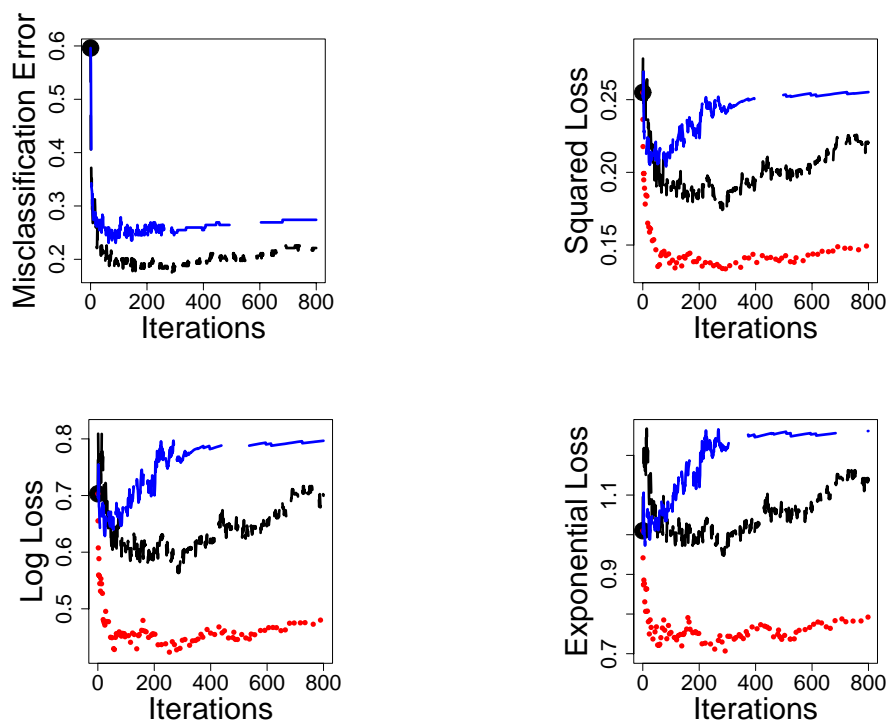 Misclassification Error
0.2 0.3 0.4 0.5 0.6
0 200 400 600 800
Iterations
Squared Loss
0.15 0.20 0.25
0 200 400 600 800
Iterations
Log Loss
0.5 0.6 0.7 0.8
0 200 400 600 800
Iterations
Exponential Loss
0.7 0.9 1.1
0 200 400 600 800
Iterations